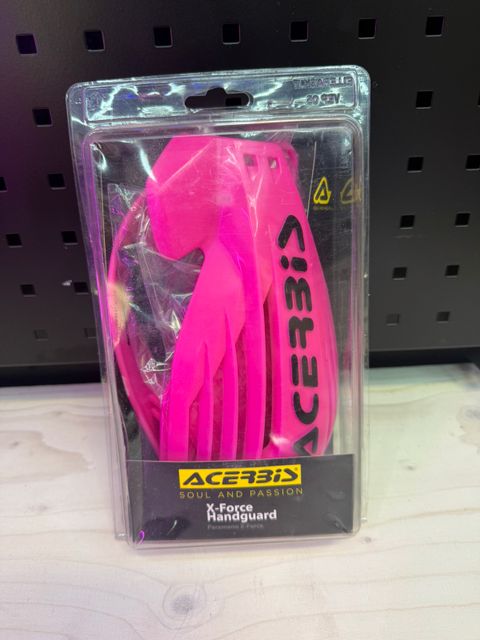 ACERBIS
ACERBIS
SOUL AND PASSION
X-Force
Handguard
Paramano X-Force